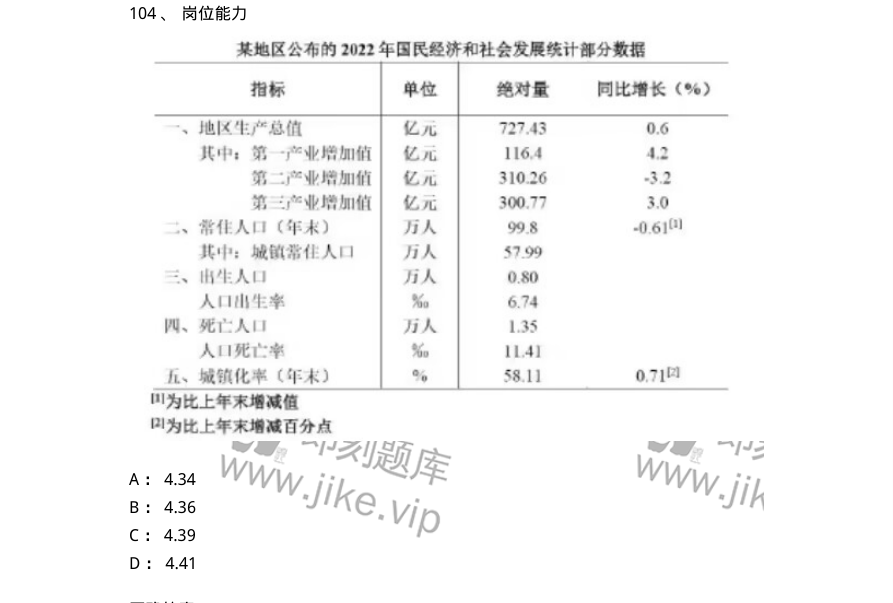 104 、 岗位能力
某地区公布的 2022 年国民经济和社会发展统计部分数据
指标 单位 绝对量 同比增长（%）
一、地区生产总值 亿元 727.43 0.6
其中：第一产业增加值 亿元 116.4 4.2
第二产业增加值 亿元 310.26 -3.2
第三产业增加值 亿元 300.77 3.0
二、常住人口（年末） 万人 99.8 -0.61[1]
其中：城镇常住人口 万人 57.99
三、出生人口 万人 0.80
人口出生率 ‰ 6.74
四、死亡人口 万人 1.35
人口死亡率 ‰ 11.41
五、城镇化率（年末） % 58.11 0.71[2]
[1]为比上年末增减值
[2]为比上年末增减百分点
即刻题库
www.jike.vip
A： 4.34
B： 4.36
C： 4.39
D： 4.41